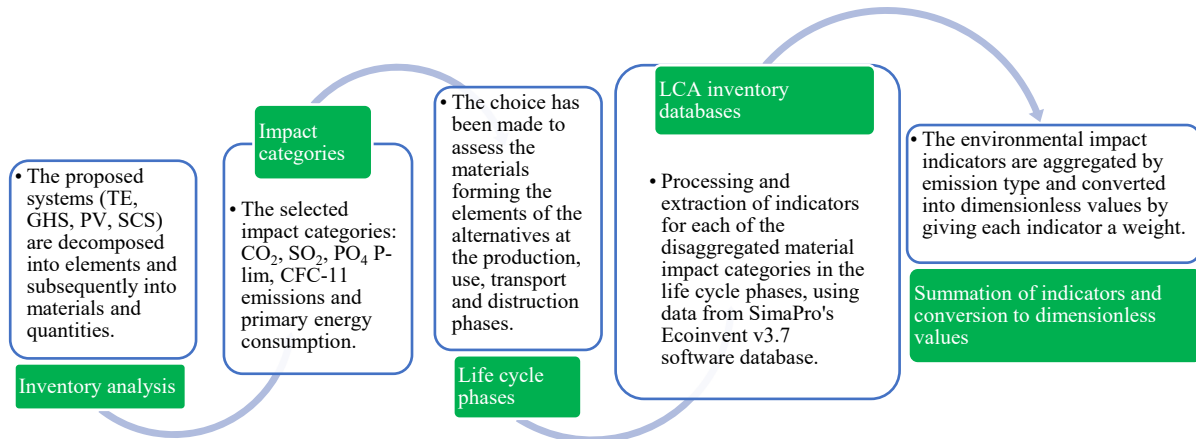 • The proposed
systems (TE,
GHS, PV, SCS)
are decomposed
into elements and
subsequently into
materials and
quantities.
Inventory analysis
Impact
categories
• The selected
impact categories:
CO₂, SO₂, PO₄ P-
lim, CFC-11
emissions and
primary energy
consumption.
• The choice has
been made to
assess the
materials
forming the
elements of the
alternatives at
the production,
use, transport
and distruction
phases.
Life cycle
phases
LCA inventory
databases
• Processing and
extraction of indicators
for each of the
disaggregated material
impact categories in the
life cycle phases, using
data from SimaPro's
Ecoinvent v3.7
software database.
• The environmental impact
indicators are aggregated by
emission type and converted
into dimensionless values by
giving each indicator a weight.
Summation of indicators and
conversion to dimensionless
values